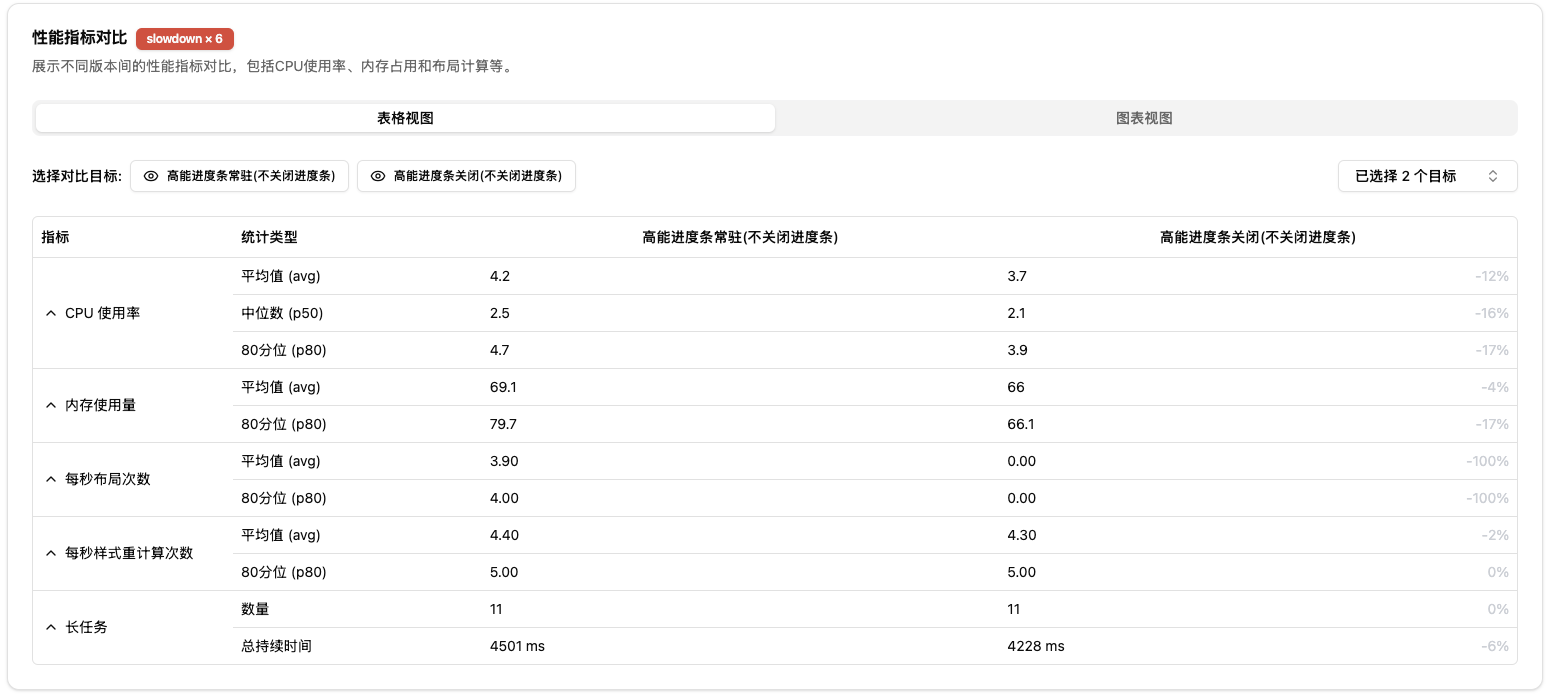 性能指标对比 slowdown × 6
展示不同版本间的性能指标对比，包括CPU使用率、内存占用和布局计算等。
表格视图 图表视图
选择对比目标: 高能进度条常驻(不关闭进度条) 高能进度条关闭(不关闭进度条) 已选择 2 个目标
指标 统计类型 高能进度条常驻(不关闭进度条) 高能进度条关闭(不关闭进度条)
CPU 使用率 平均值 (avg) 4.2 3.7 -12%
中位数 (p50) 2.5 2.1 -16%
80分位 (p80) 4.7 3.9 -17%
内存使用量 平均值 (avg) 69.1 66 -4%
80分位 (p80) 79.7 66.1 -17%
每秒布局次数 平均值 (avg) 3.90 0.00 -100%
80分位 (p80) 4.00 0.00 -100%
每秒样式重计算次数 平均值 (avg) 4.40 4.30 -2%
80分位 (p80) 5.00 5.00 0%
长任务 数量 11 11 0%
总持续时间 4501 ms 4228 ms -6%